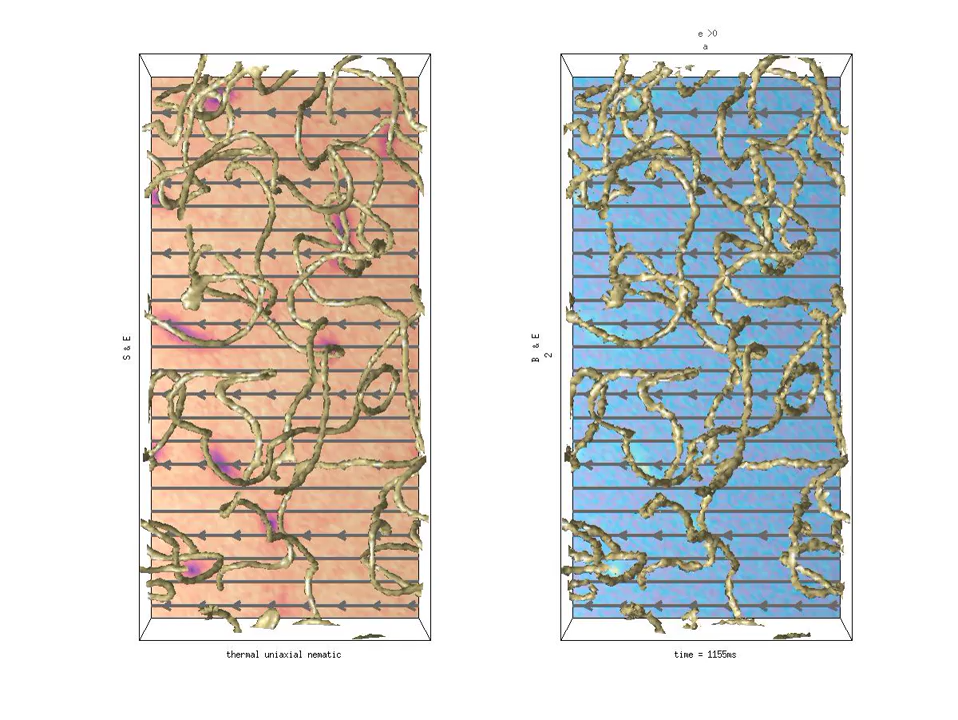 e >0
a
S & E
B & E
2
thermal uniaxial nematic
time = 1155ms